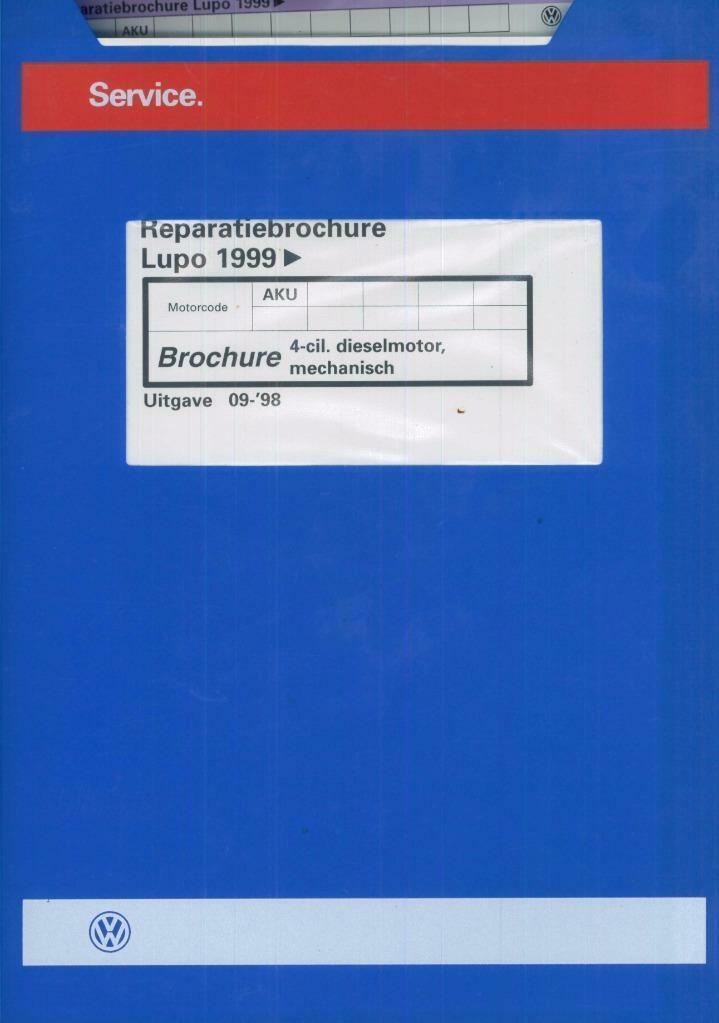 aratiebrochure Lupo 1999 ▶
AKU
Service.
Reparatiebrochure
Lupo 1999 ▶
Motorcode
AKU
Brochure
4-cil. dieselmotor,
mechanisch
Uitgave 09-'98